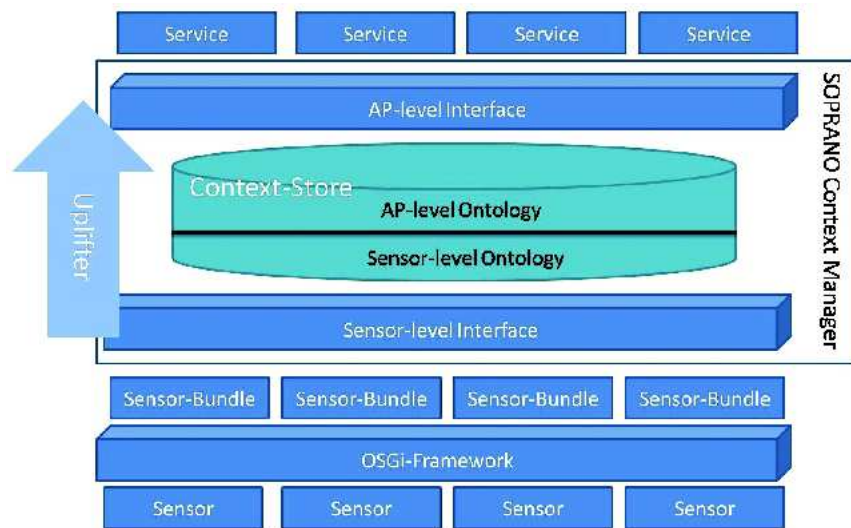 Service Service Service Service
AP-level Interface
Context-Store
AP-level Ontology
Sensor-level Ontology
Uplifter
Sensor-level Interface
SOPRANO Context Manager
Sensor-Bundle Sensor-Bundle Sensor-Bundle Sensor-Bundle
OSGi-Framework
Sensor Sensor Sensor Sensor